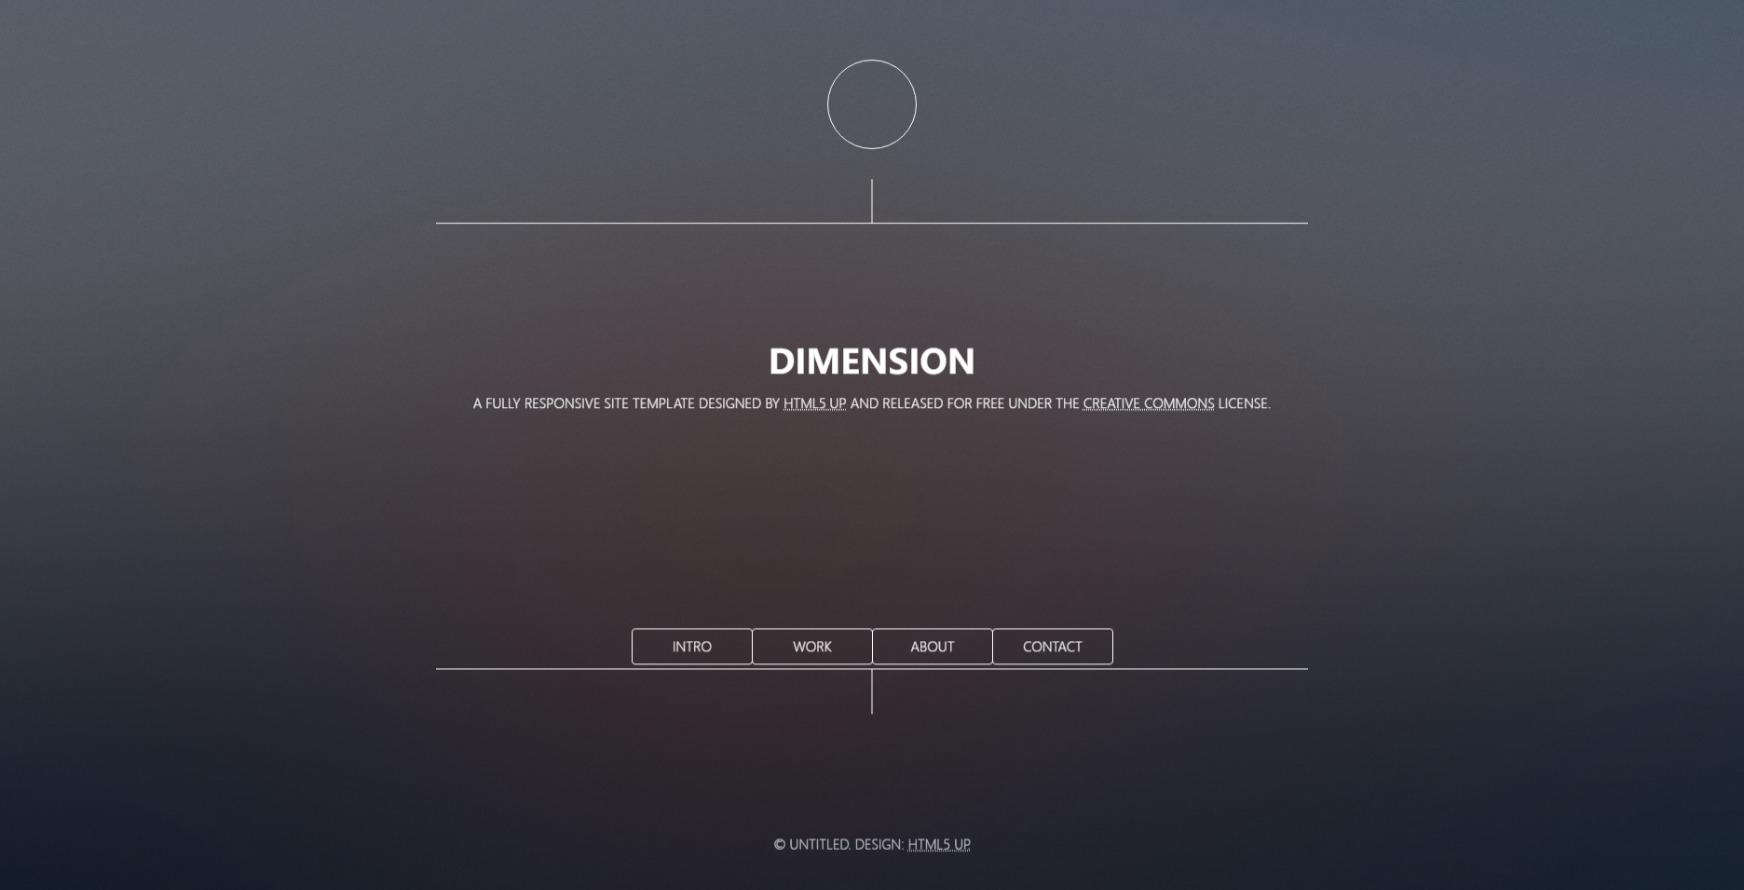 DIMENSION
A FULLY RESPONSIVE SITE TEMPLATE DESIGNED BY HTML5 UP AND RELEASED FOR FREE UNDER THE CREATIVE COMMONS LICENSE.
INTRO WORK ABOUT CONTACT
© UNTITLED. DESIGN: HTML5 UP.